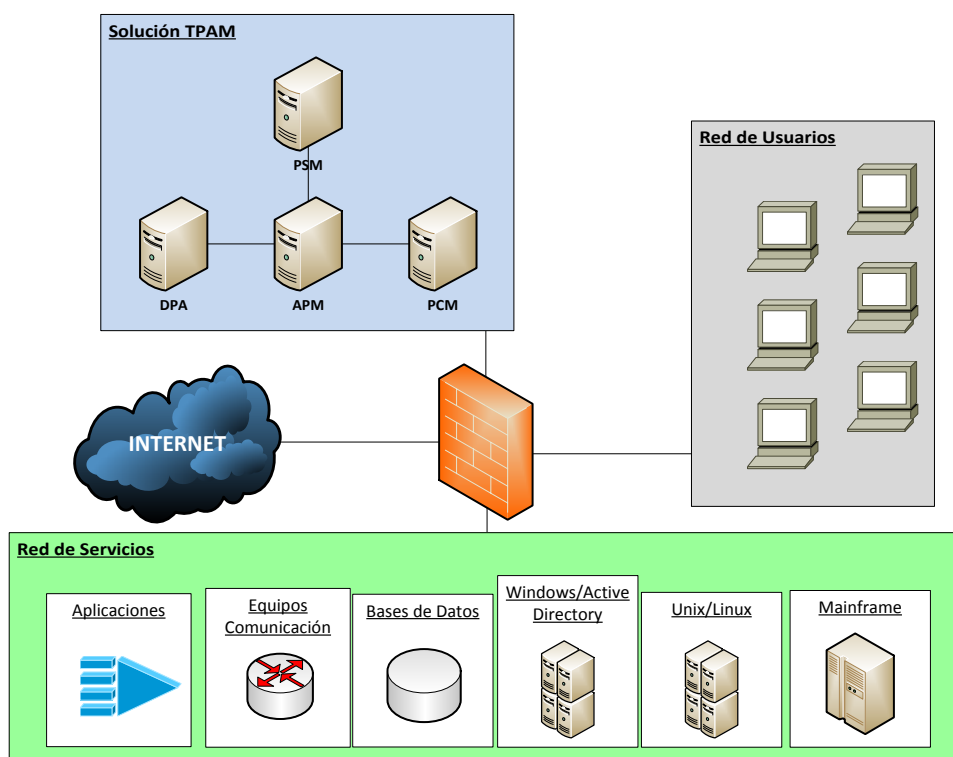 Solución TPAM
PSM
DPA
APM
PCM
Red de Usuarios
INTERNET
Red de Servicios
Aplicaciones
Equipos
Comunicación
Bases de Datos
Windows/Active
Directory
Unix/Linux
Mainframe